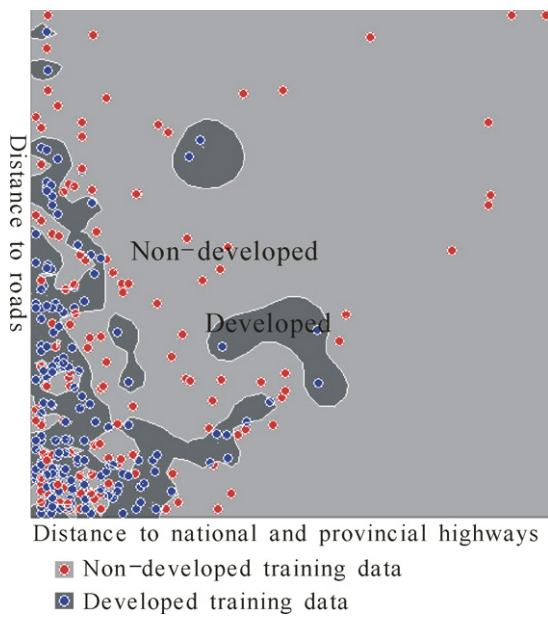 Distance to roads
Non-developed
Developed
Distance to national and provincial highways
Non-developed training data
Developed training data